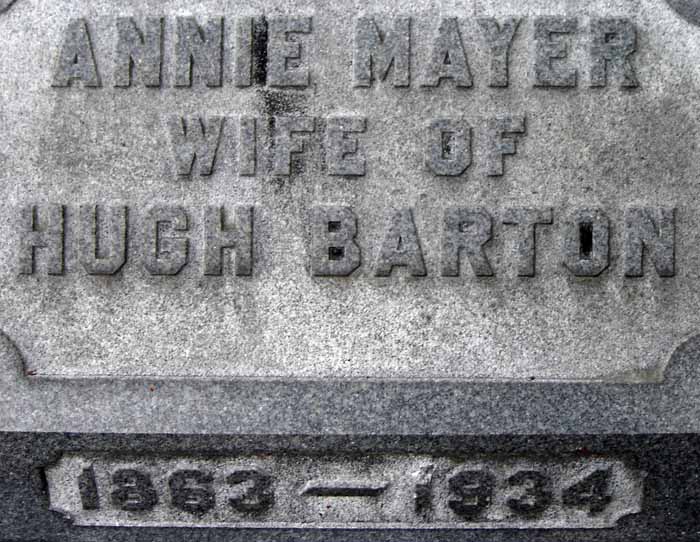 ANNIE MAYER
WIFE OF
HUGH BARTON
1863 — 1934